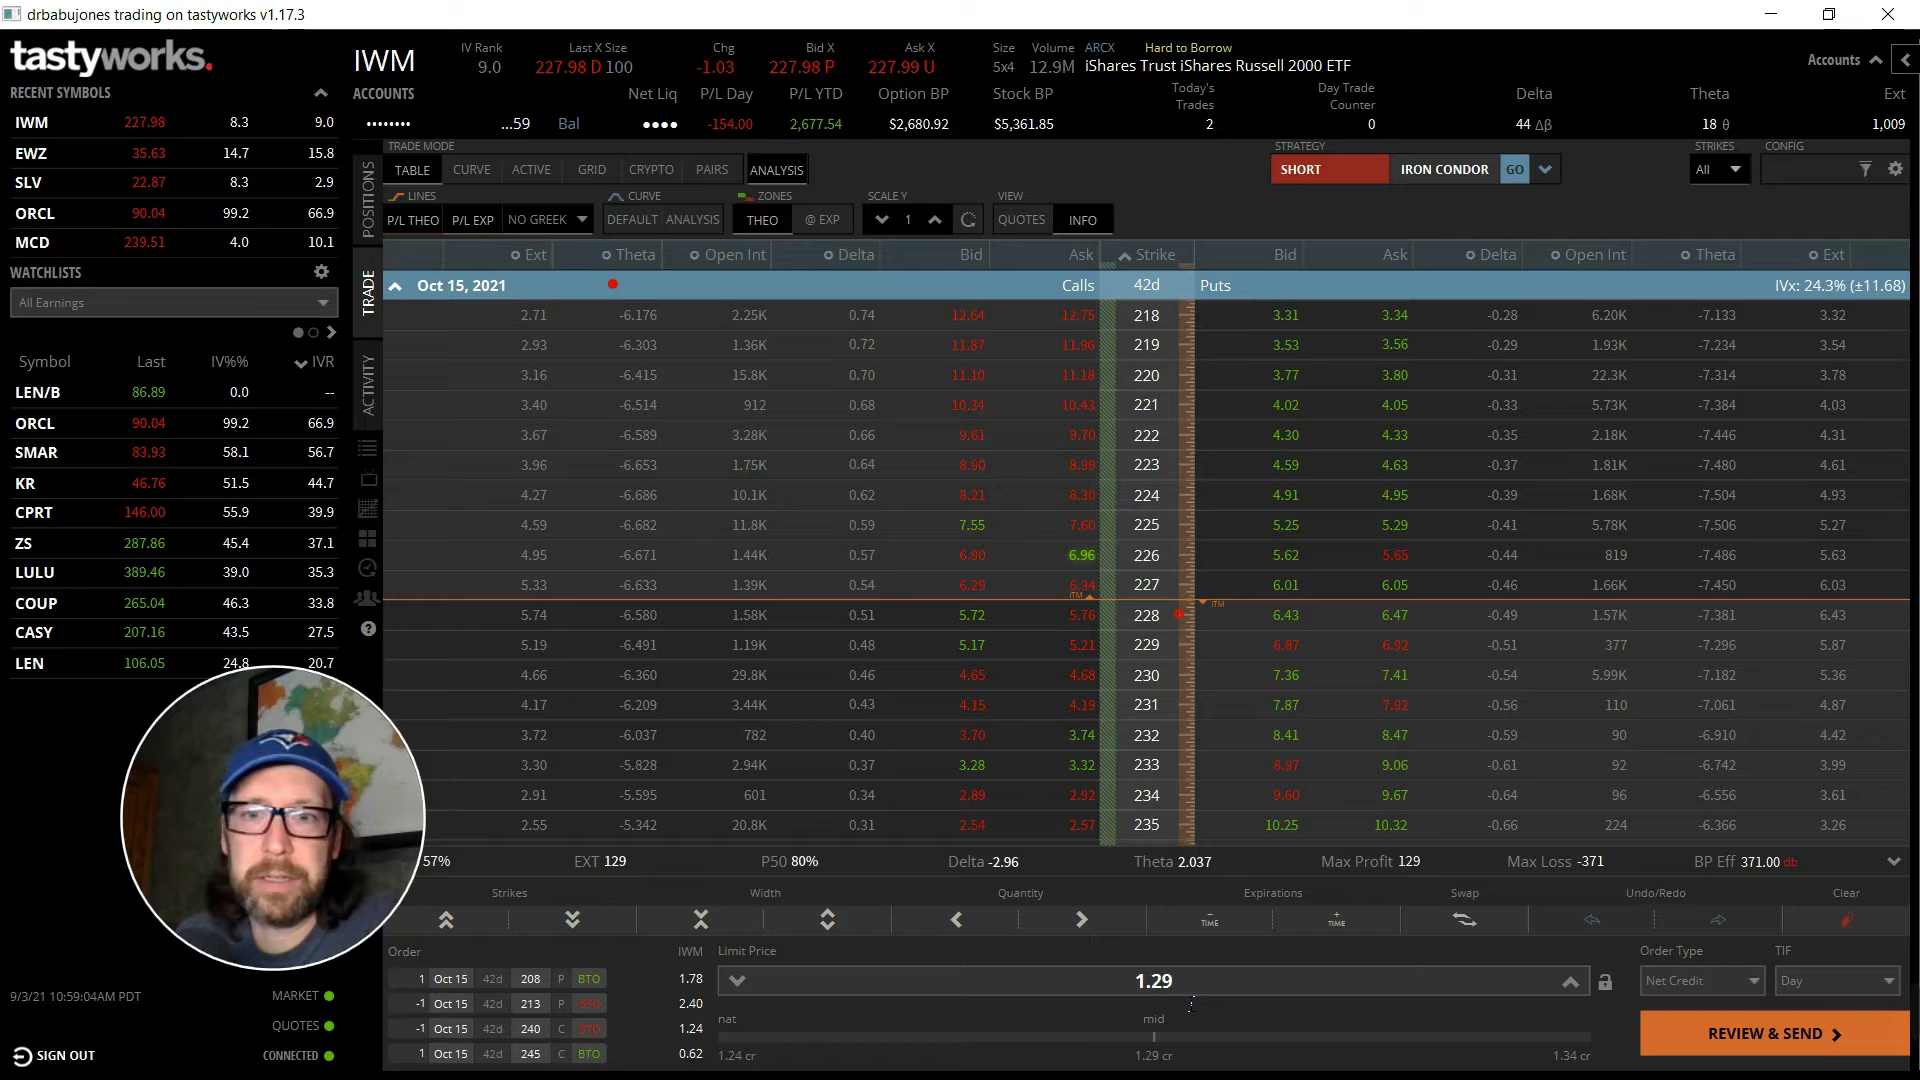 drbabujones trading on tastyworks v1.17.3
tastyworks.
IWM IV Rank 9.0 Last X Size 227.98 D 100 Chg -1.03 Bid X 227.98 P Ask X 227.99 U Size 5x4 Volume 12.9M ARCX Hard to Borrow iShares Trust iShares Russell 2000 ETF
Accounts
RECENT SYMBOLS
IWM 227.98 8.3 9.0
EWZ 35.63 14.7 15.8
SLV 22.87 8.3 2.9
ORCL 90.04 99.2 66.9
MCD 239.51 4.0 10.1
WATCHLISTS
All Earnings
Symbol Last IV%% IVR
LEN/B 86.89 0.0 --
ORCL 90.04 99.2 66.9
SMAR 83.93 58.1 56.7
KR 46.76 51.5 44.7
CPRT 146.00 55.9 39.9
ZS 287.86 45.4 37.1
LULU 389.46 39.0 35.3
COUP 265.04 46.3 33.8
CASY 207.16 43.5 27.5
LEN 106.05 24.8 20.7
9/3/21 10:59:04AM PDT
MARKET
QUOTES
CONNECTED
SIGN OUT
POSITIONS
TRADE
ACTIVITY
ACCOUNTS Net Liq P/L Day P/L YTD Option BP Stock BP Today's Trades Day Trade Counter Delta Theta Ext
...59 Bal -154.00 2,677.54 $2,680.92 $5,361.85 2 0 44 Δβ 18 θ 1,009
TRADE MODE STRATEGY STRIKES CONFIG
TABLE CURVE ACTIVE GRID CRYPTO PAIRS ANALYSIS SHORT IRON CONDOR GO All
LINES CURVE ZONES SCALE Y VIEW
P/L THEO P/L EXP NO GREEK DEFAULT ANALYSIS THEO @ EXP 1 QUOTES INFO
Ext Theta Open Int Delta Bid Ask Strike Bid Ask Delta Open Int Theta Ext
Oct 15, 2021 Calls 42d Puts IVx: 24.3% (±11.68)
2.71 -6.176 2.25K 0.74 12.64 12.75 218 3.31 3.34 -0.28 6.20K -7.133 3.32
2.93 -6.303 1.36K 0.72 11.87 11.96 219 3.53 3.56 -0.29 1.93K -7.234 3.54
3.16 -6.415 15.8K 0.70 11.10 11.18 220 3.77 3.80 -0.31 22.3K -7.314 3.78
3.40 -6.514 912 0.68 10.34 10.43 221 4.02 4.05 -0.33 5.73K -7.384 4.03
3.67 -6.589 3.28K 0.66 9.61 9.70 222 4.30 4.33 -0.35 2.18K -7.446 4.31
3.96 -6.653 1.75K 0.64 8.90 8.99 223 4.59 4.63 -0.37 1.81K -7.480 4.61
4.27 -6.686 10.1K 0.62 8.21 8.30 224 4.91 4.95 -0.39 1.68K -7.504 4.93
4.59 -6.682 11.8K 0.59 7.55 7.60 225 5.25 5.29 -0.41 5.78K -7.506 5.27
4.95 -6.671 1.44K 0.57 6.90 6.96 226 5.62 5.65 -0.44 819 -7.486 5.63
5.33 -6.633 1.39K 0.54 6.29 6.34 227 6.01 6.05 -0.46 1.66K -7.450 6.03
ITM ITM
5.74 -6.580 1.58K 0.51 5.72 5.76 228 6.43 6.47 -0.49 1.57K -7.381 6.43
5.19 -6.491 1.19K 0.48 5.17 5.21 229 6.87 6.92 -0.51 377 -7.296 5.87
4.66 -6.360 29.8K 0.46 4.65 4.68 230 7.36 7.41 -0.54 5.99K -7.182 5.36
4.17 -6.209 3.44K 0.43 4.15 4.19 231 7.87 7.92 -0.56 110 -7.061 4.87
3.72 -6.037 782 0.40 3.70 3.74 232 8.41 8.47 -0.59 90 -6.910 4.42
3.30 -5.828 2.94K 0.37 3.28 3.32 233 8.97 9.06 -0.61 92 -6.742 3.99
2.91 -5.595 601 0.34 2.89 2.92 234 9.60 9.67 -0.64 96 -6.556 3.61
2.55 -5.342 20.8K 0.31 2.54 2.57 235 10.25 10.32 -0.66 224 -6.366 3.26
57% EXT 129 P50 80% Delta -2.96 Theta 2.037 Max Profit 129 Max Loss -371 BP Eff 371.00 db
Strikes Width Quantity Expirations Swap Undo/Redo Clear
TIME TIME
Order IWM Limit Price Order Type TIF
1 Oct 15 42d 208 P BTO 1.78 1.29 Net Credit Day
-1 Oct 15 42d 213 P STO 2.40
-1 Oct 15 42d 240 C STO 1.24 nat mid REVIEW & SEND
1 Oct 15 42d 245 C BTO 0.62 1.24 cr 1.29 cr 1.34 cr